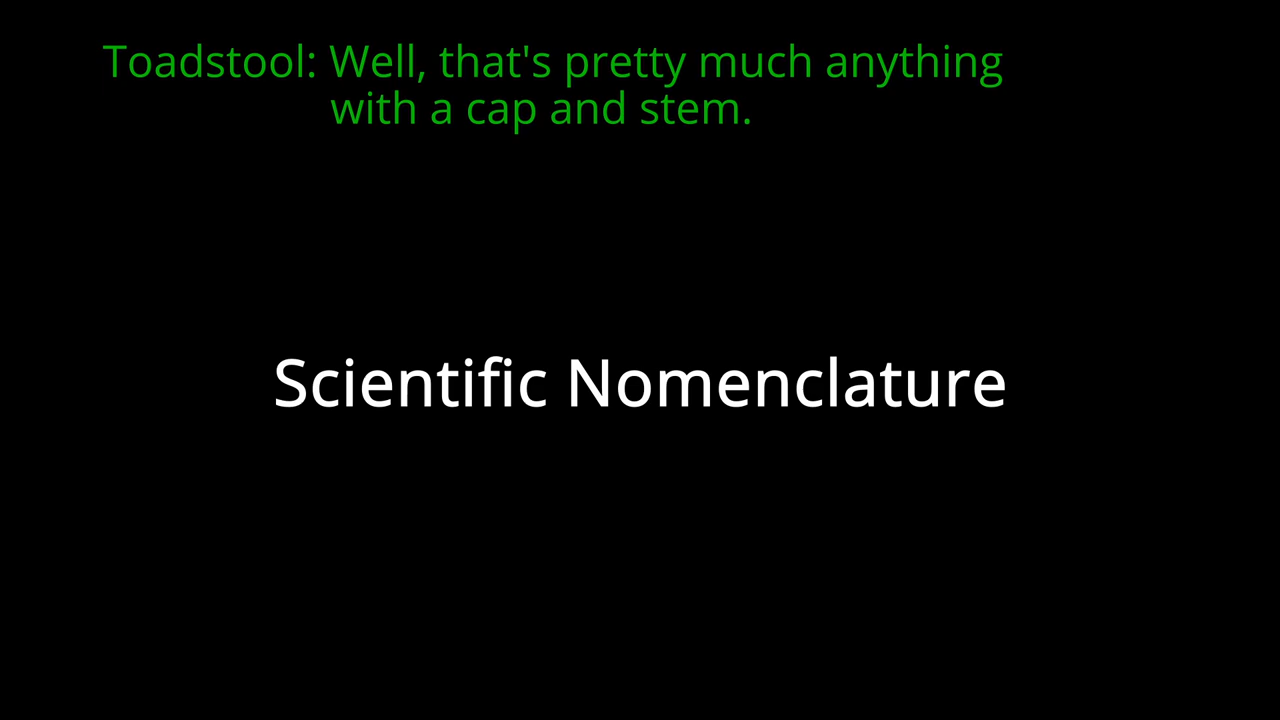 Toadstool: Well, that's pretty much anything
with a cap and stem.
Scientific Nomenclature